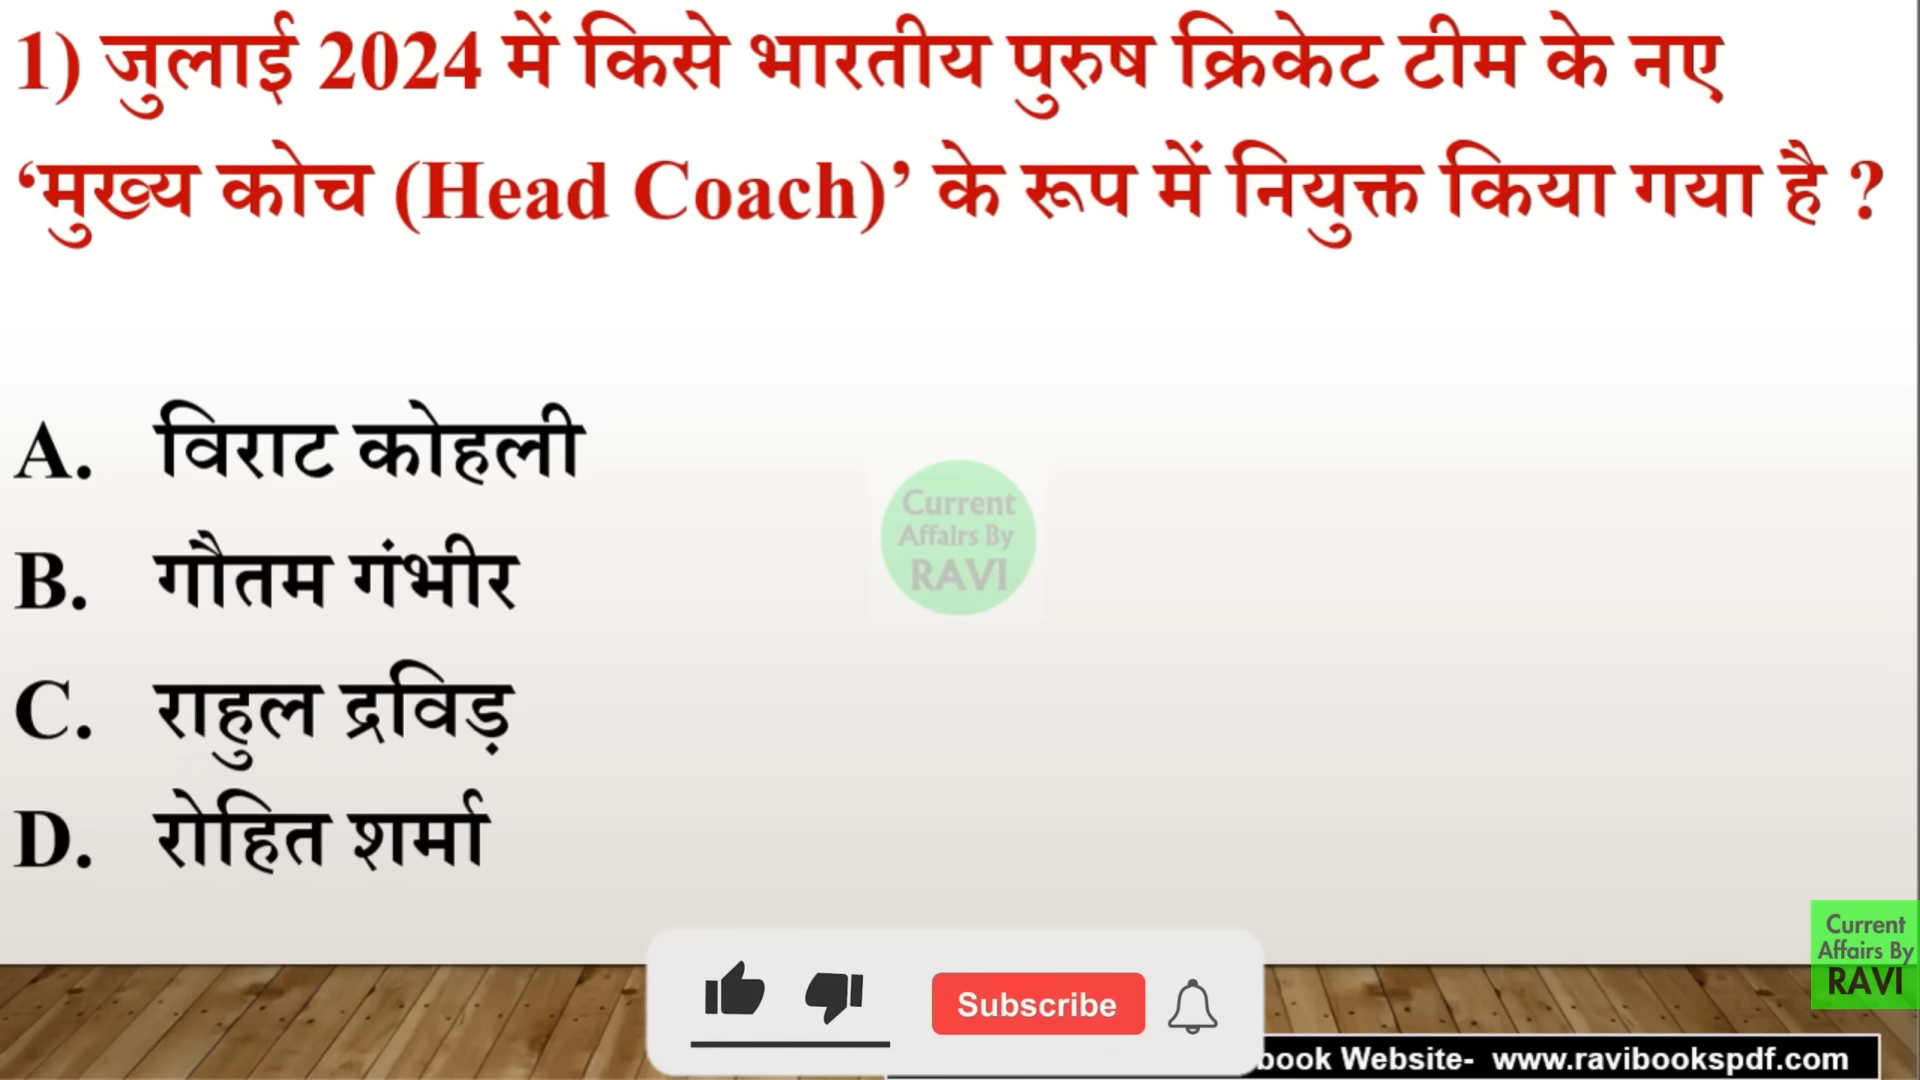 1) जुलाई 2024 में किसे भारतीय पुरुष क्रिकेट टीम के नए
‘मुख्य कोच (Head Coach)’ के रूप में नियुक्त किया गया है ?
A. विराट कोहली
B. गौतम गंभीर
Current
Affairs By
RAVI
C. राहुल द्रविड़
D. रोहित शर्मा
Current
Affairs By
RAVI
Subscribe
book Website- www.ravibookspdf.com